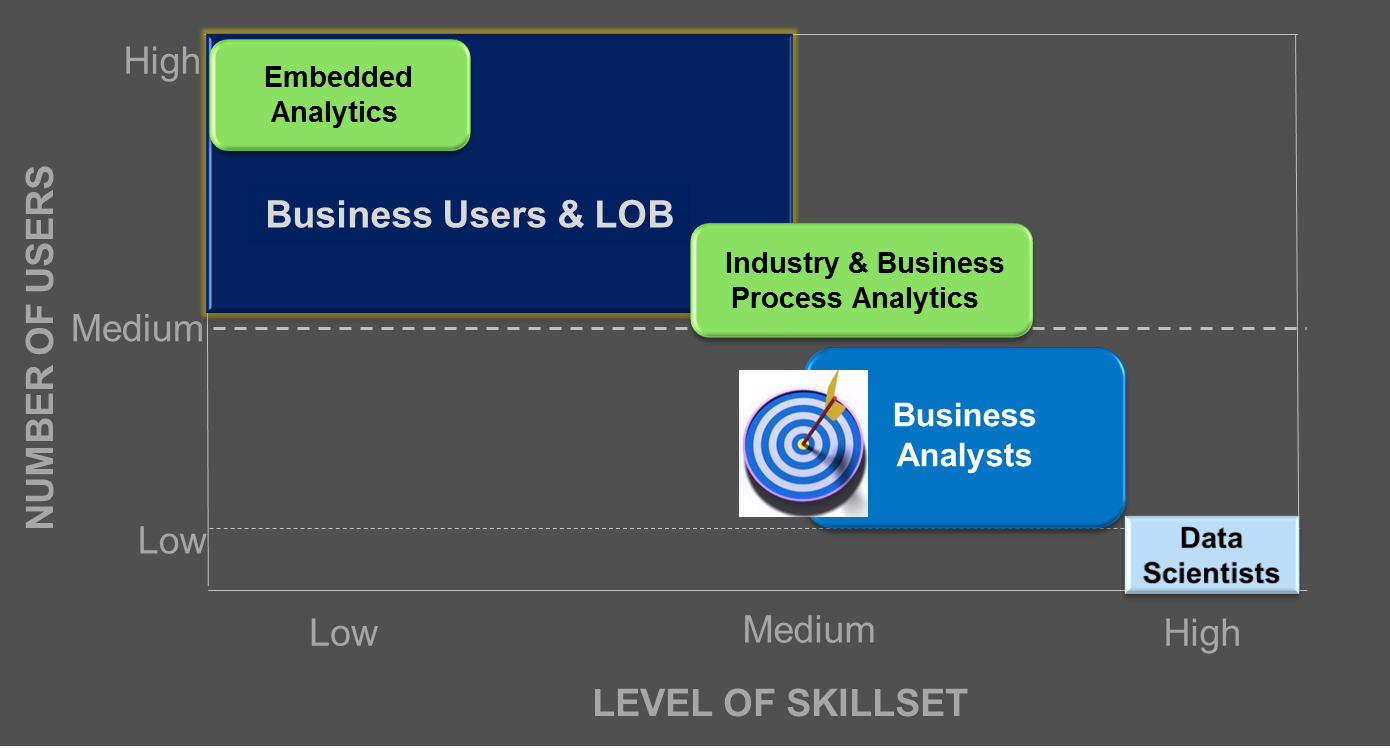 High
Embedded
Analytics
Business Users & LOB
Industry & Business
Process Analytics
Medium
NUMBER OF USERS
Business
Analysts
Low
Data
Scientists
Low
Medium
High
LEVEL OF SKILLSET